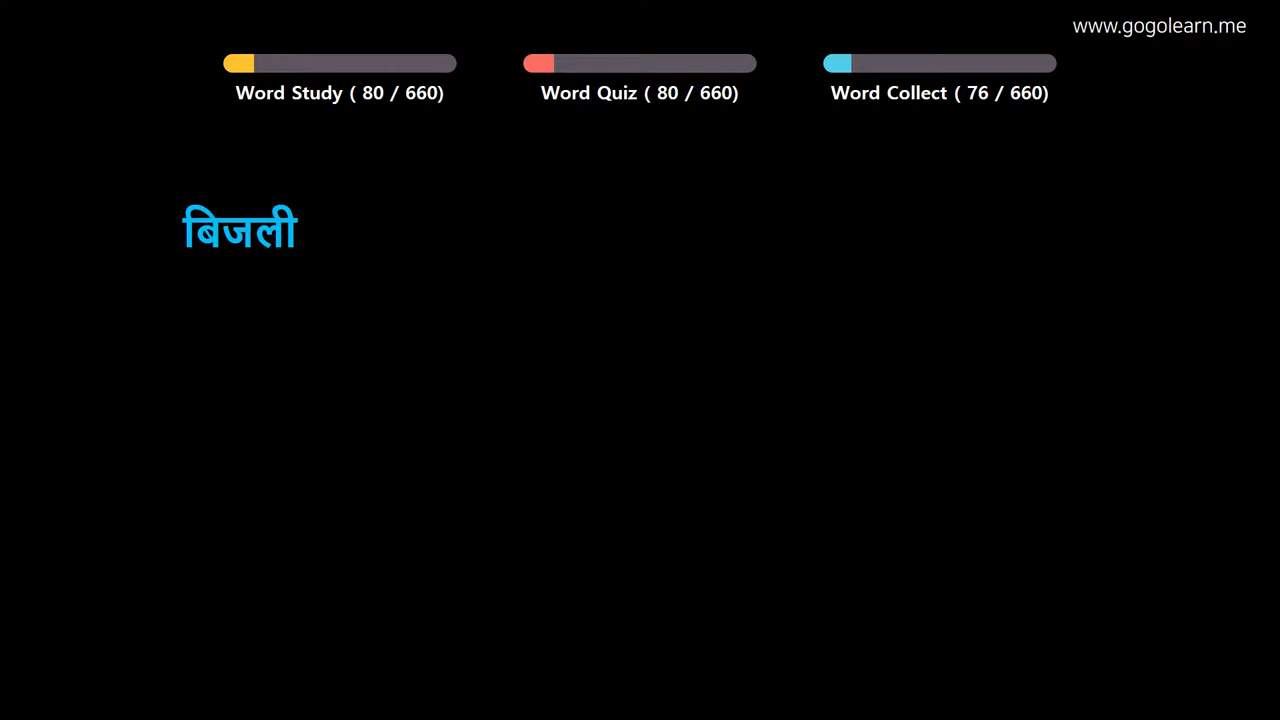 www.gogolearn.me
Word Study ( 80 / 660)
Word Quiz ( 80 / 660)
Word Collect ( 76 / 660)
बिजली